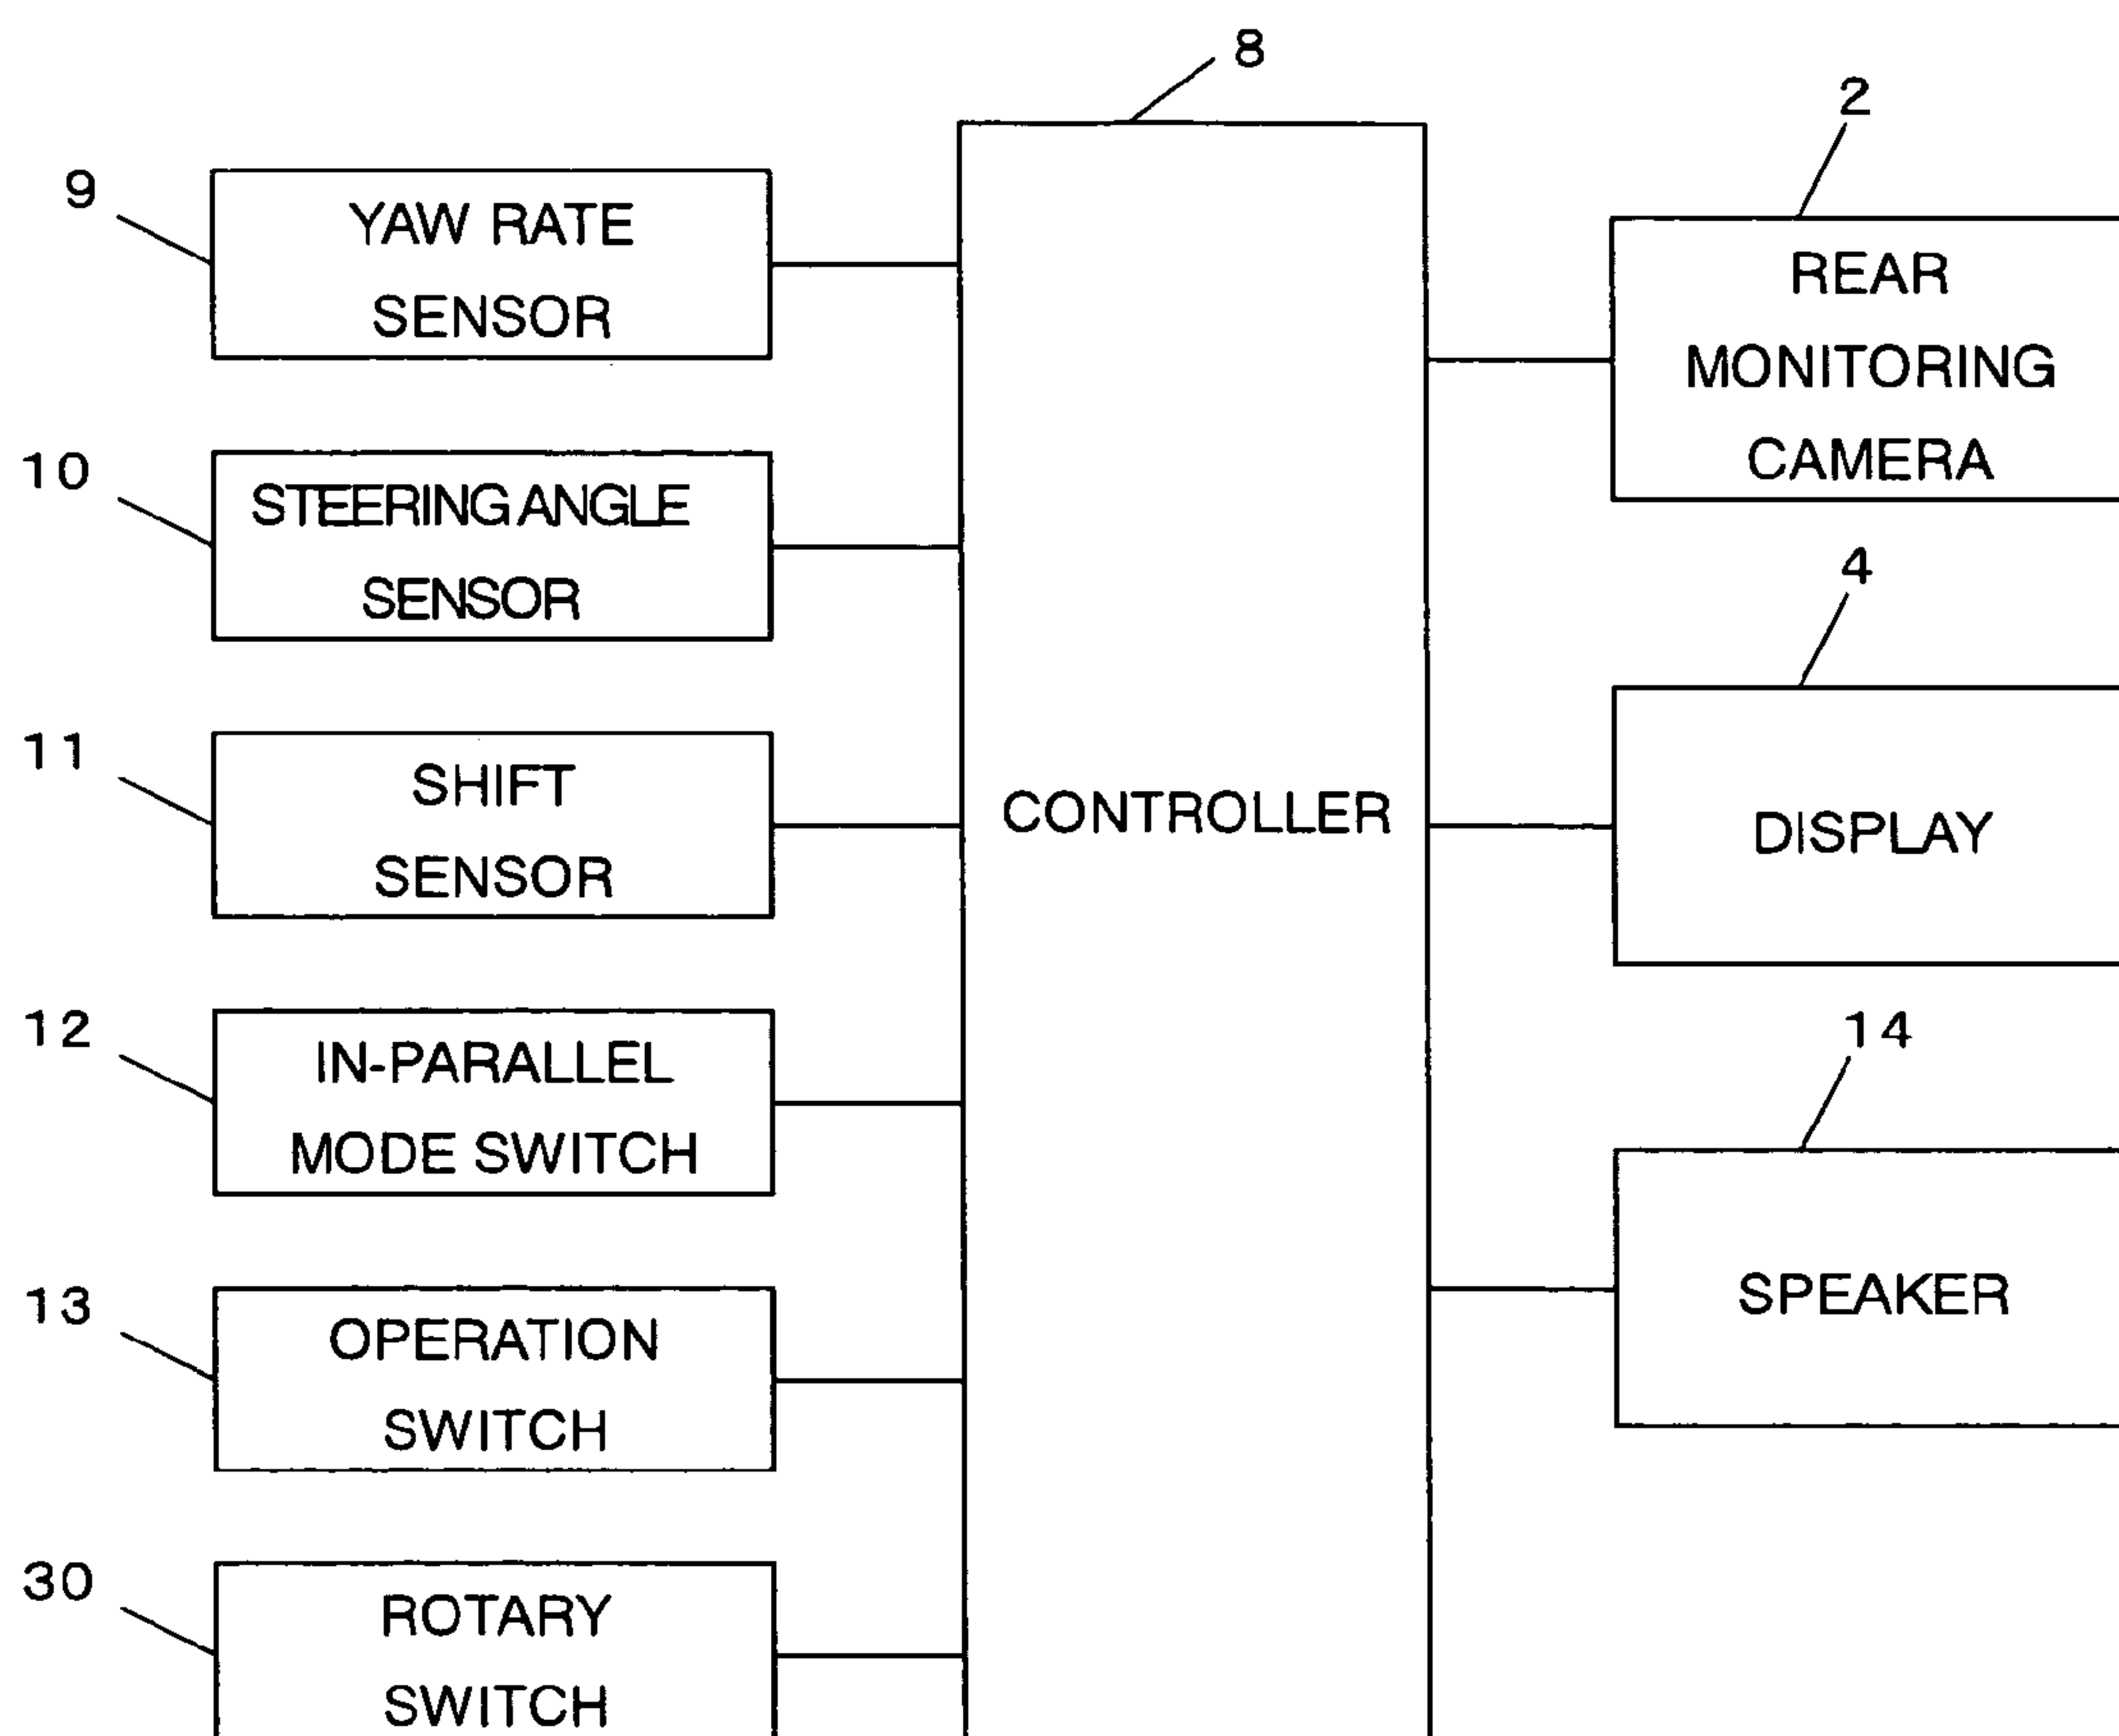 8
2
9
YAW RATE
SENSOR
REAR
MONITORING
CAMERA
10
STEERING ANGLE
SENSOR
4
11
SHIFT
SENSOR
CONTROLLER
DISPLAY
12
IN-PARALLEL
MODE SWITCH
14
13
OPERATION
SWITCH
SPEAKER
30
ROTARY
SWITCH